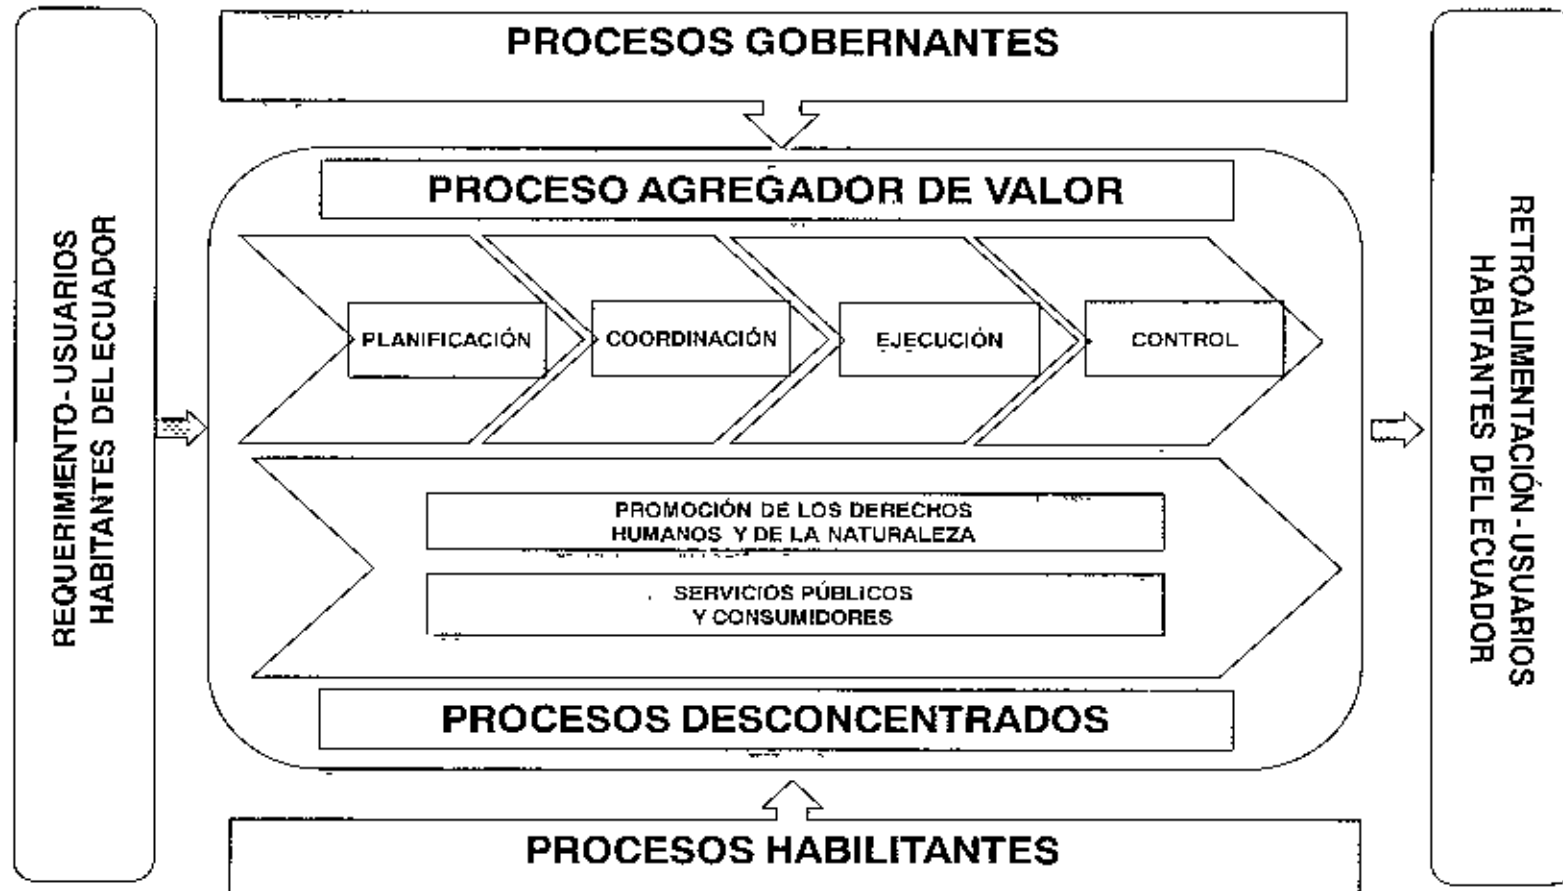 PROCESOS GOBERNANTES
REQUERIMIENTO-USUARIOS
HABITANTES DEL ECUADOR
PROCESO AGREGADOR DE VALOR
PLANIFICACIÓN
COORDINACIÓN
EJECUCIÓN
CONTROL
PROMOCIÓN DE LOS DERECHOS
HUMANOS Y DE LA NATURALEZA
SERVICIOS PÚBLICOS
Y CONSUMIDORES
PROCESOS DESCONCENTRADOS
PROCESOS HABILITANTES
RETROALIMENTACIÓN-USUARIOS
HABITANTES DEL ECUADOR